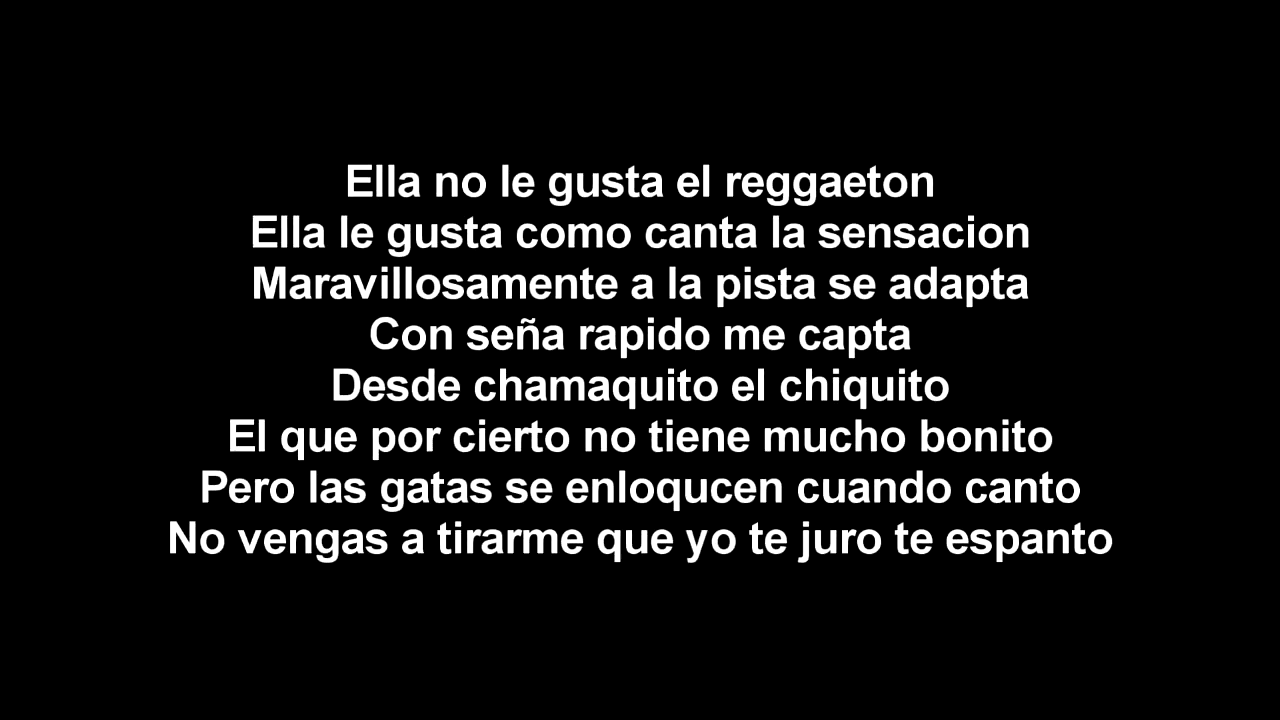 Ella no le gusta el reggaeton
Ella le gusta como canta la sensacion
Maravillosamente a la pista se adapta
Con seña rapido me capta
Desde chamaquito el chiquito
El que por cierto no tiene mucho bonito
Pero las gatas se enloqucen cuando canto
No vengas a tirarme que yo te juro te espanto